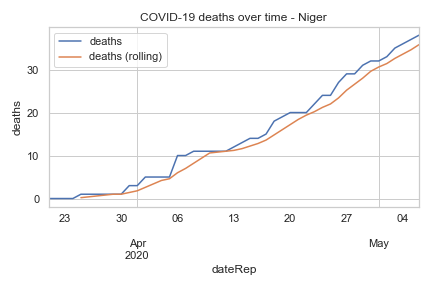 COVID-19 deaths over time - Niger
deaths
deaths (rolling)
deaths
30
20
10
0
23 30 06 13 20 27 04
Apr May
2020
dateRep